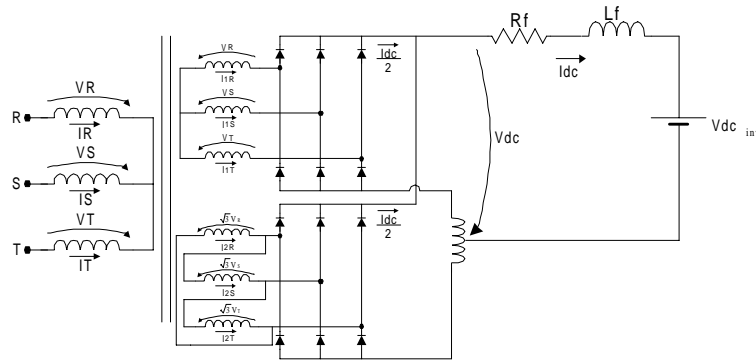 Rf
Lf
Idc
Vdc int
Vdc
R
VR
IR
S
VS
IS
T
VT
IT
VR
I1R
VS
I1S
VT
I1T
Idc
2
√3 VR
I2R
√3 VS
I2S
√3 VT
I2T
Idc
2